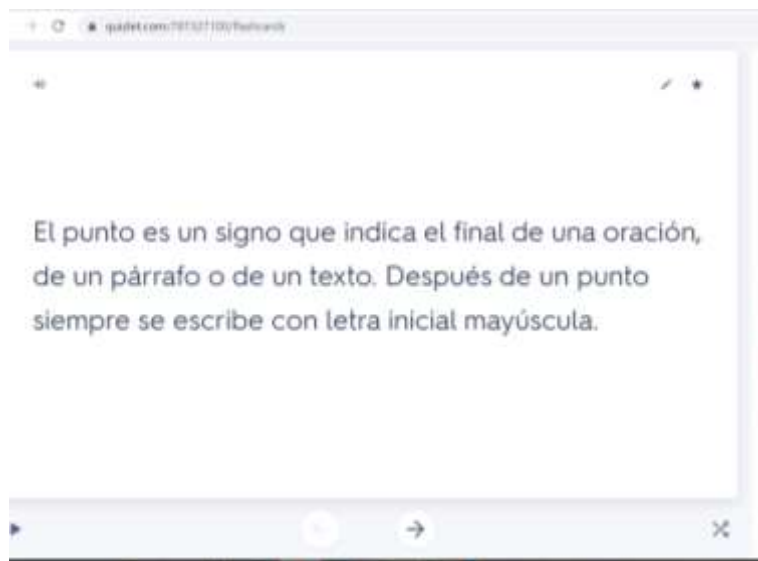 El punto es un signo que indica el final de una oración,
de un párrafo o de un texto. Después de un punto
siempre se escribe con letra inicial mayúscula.